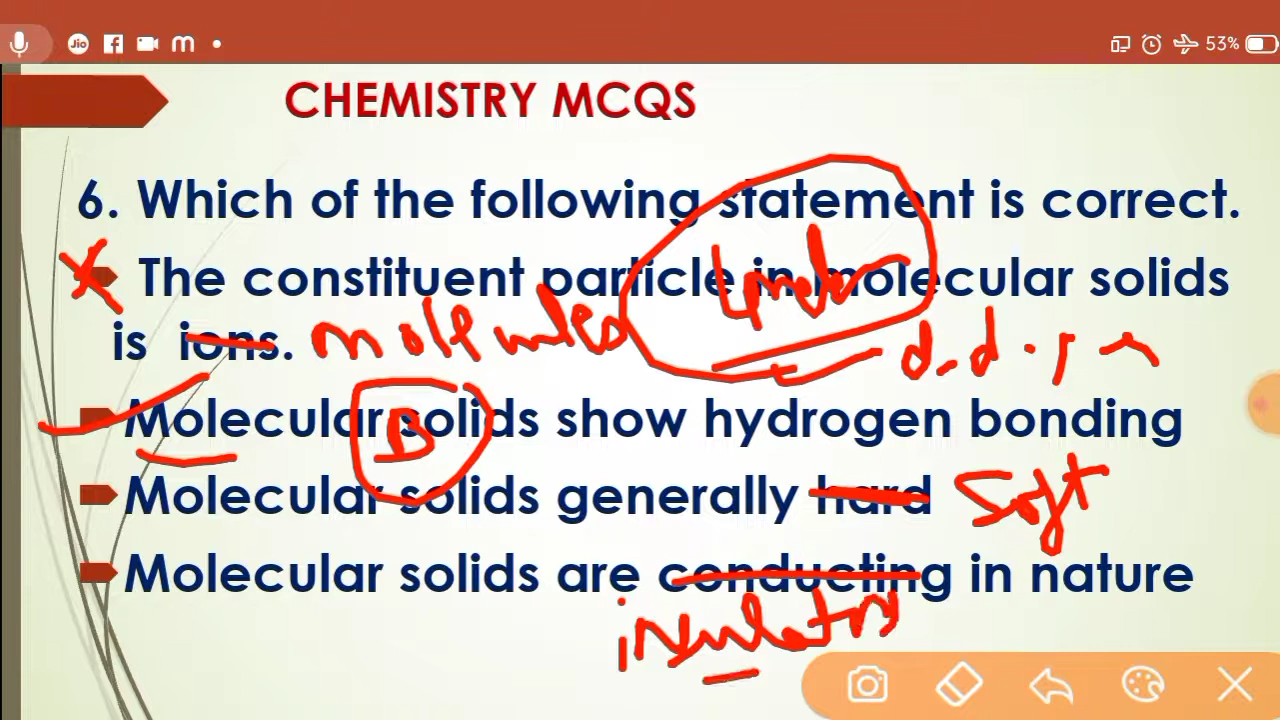 53%
CHEMISTRY MCQS
6. Which of the following statement is correct.
The constituent particle in molecular solids
is ions. molecules
Molecular solids show hydrogen bonding
B
Molecular solids generally hard soft
Molecular solids are conducting in nature
insulators